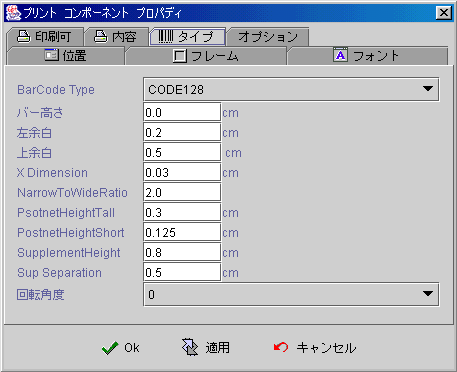 プリント コンポーネント プロパティ
印刷可 内容 タイプ オプション
位置 フレーム A フォント
BarCode Type CODE128
バー高さ 0.0 cm
左余白 0.2 cm
上余白 0.5 cm
X Dimension 0.03 cm
NarrowToWideRatio 2.0
PsotnetHeightTall 0.3 cm
PostnetHeightShort 0.125 cm
SupplementHeight 0.8 cm
Sup Separation 0.5 cm
回転角度 0
Ok 適用 キャンセル